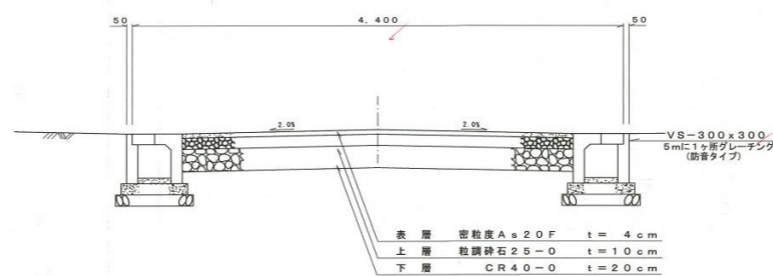 50 4.400 50
2.0% 2.0%
VS-300x300
5mに1ヶ所グレーチング
(防音タイプ)
表 層 密粒度As20F t= 4cm
上 層 粒調砕石25-0 t=10cm
下 層 CR40-0 t=20cm